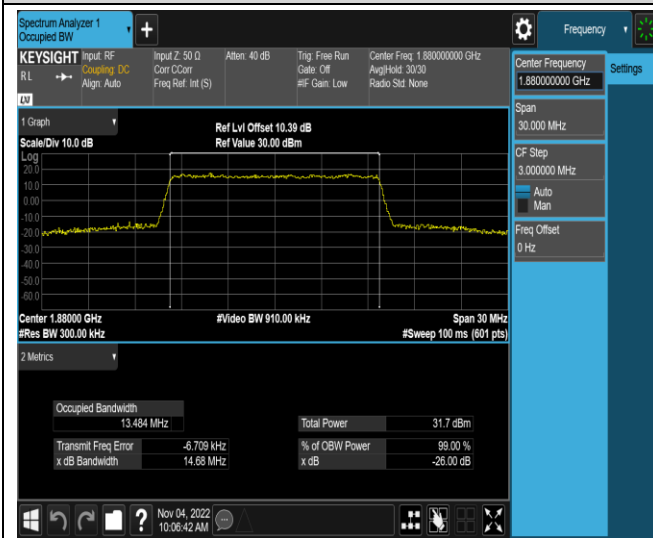 Spectrum Analyzer 1
Occupied BW
+
Frequency
KEYSIGHT
RL
Input: RF
Coupling: DC
Align: Auto
Input Z: 50 Ω
Corr CCorr
Freq Ref: Int (S)
Atten: 40 dB
Trig: Free Run
Gate: Off
#IF Gain: Low
Center Freq: 1.880000000 GHz
Avg|Hold: 30/30
Radio Std: None
LXI
Center Frequency
1.880000000 GHz
Settings
Span
30.000 MHz
CF Step
3.000000 MHz
Auto
Man
Freq Offset
0 Hz
1 Graph
Scale/Div 10.0 dB
Ref Lvl Offset 10.39 dB
Ref Value 30.00 dBm
Log
20.0
10.0
0.00
-10.0
-20.0
-30.0
-40.0
-50.0
-60.0
Center 1.88000 GHz
#Video BW 910.00 kHz
Span 30 MHz
#Res BW 300.00 kHz
#Sweep 100 ms (601 pts)
2 Metrics
Occupied Bandwidth
13.484 MHz
Total Power 31.7 dBm
Transmit Freq Error -6.709 kHz
% of OBW Power 99.00 %
x dB Bandwidth 14.68 MHz
x dB -26.00 dB
?
Nov 04, 2022
10:06:42 AM